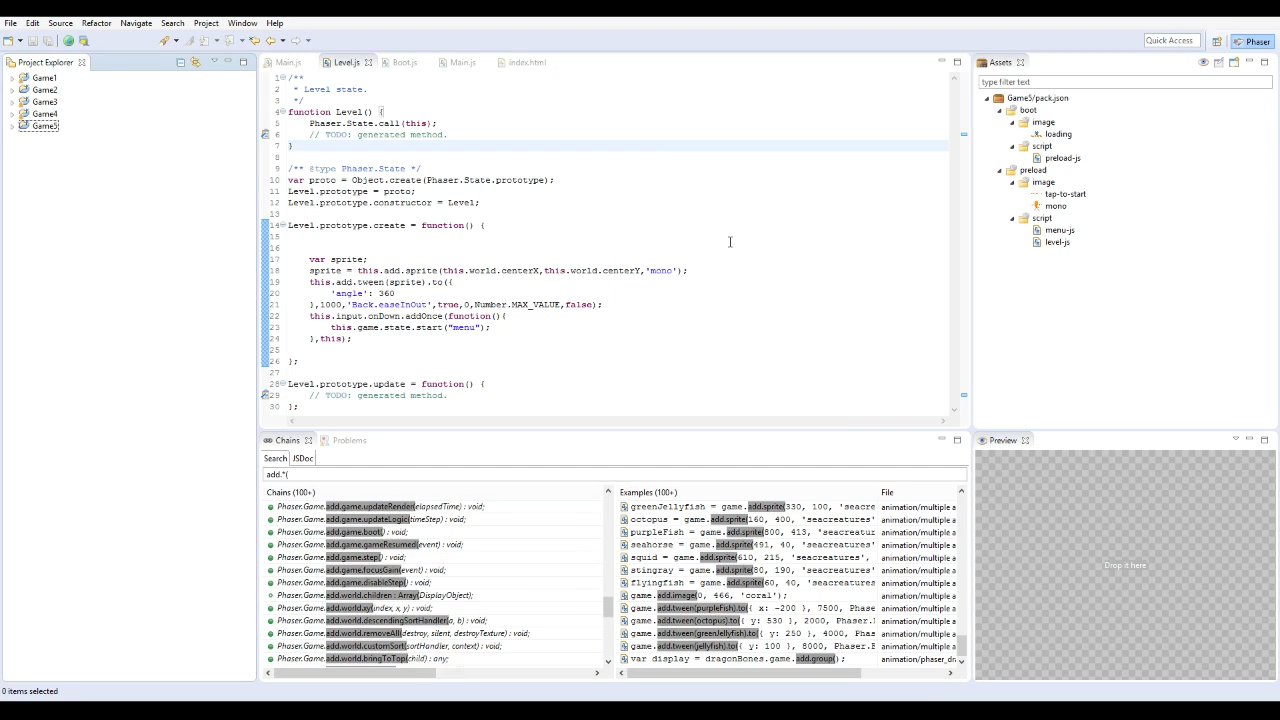 File Edit Source Refactor Navigate Search Project Window Help
Quick Access Phaser
Project Explorer
Game1
Game2
Game3
Game4
Game5
Main.js Level.js Boot.js Main.js index.html
1 /**
2 * Level state.
3 */
4 function Level() {
5 Phaser.State.call(this);
6 // TODO: generated method.
7 }
8
9 /** @type Phaser.State */
10 var proto = Object.create(Phaser.State.prototype);
11 Level.prototype = proto;
12 Level.prototype.constructor = Level;
13
14 Level.prototype.create = function() {
15
16
17 var sprite;
18 sprite = this.add.sprite(this.world.centerX,this.world.centerY,'mono');
19 this.add.tween(sprite).to({
20 'angle': 360
21 },1000,'Back.easeInOut',true,0,Number.MAX_VALUE,false);
22 this.input.onDown.addOnce(function(){
23 this.game.state.start("menu");
24 },this);
25
26 };
27
28 Level.prototype.update = function() {
29 // TODO: generated method.
30 };
Assets
type filter text
Game5/pack.json
boot
image
loading
script
preload-js
preload
image
tap-to-start
mono
script
menu-js
level-js
Chains Problems
Search JSDoc
add.*(
Chains (100+)
Phaser.Game.add.game.updateRender(elapsedTime) : void;
Phaser.Game.add.game.updateLogic(timeStep) : void;
Phaser.Game.add.game.boot() : void;
Phaser.Game.add.game.gameResumed(event) : void;
Phaser.Game.add.game.step() : void;
Phaser.Game.add.game.focusGain(event) : void;
Phaser.Game.add.game.disableStep() : void;
Phaser.Game.add.world.children : Array(DisplayObject);
Phaser.Game.add.world.xy(index, x, y) : void;
Phaser.Game.add.world.descendingSortHandler(a, b) : void;
Phaser.Game.add.world.removeAll(destroy, silent, destroyTexture) : void;
Phaser.Game.add.world.customSort(sortHandler, context) : void;
Phaser.Game.add.world.bringToTop(child) : any;
Examples (100+) File
greenJellyfish = game.add.sprite(330, 100, 'seacre animation/multiple a
octopus = game.add.sprite(160, 400, 'seacreatures' animation/multiple a
purpleFish = game.add.sprite(800, 413, 'seacreatur animation/multiple a
seahorse = game.add.sprite(491, 40, 'seacreatures' animation/multiple a
squid = game.add.sprite(610, 215, 'seacreatures', animation/multiple a
stingray = game.add.sprite(80, 190, 'seacreatures' animation/multiple a
flyingfish = game.add.sprite(60, 40, 'seacreatures animation/multiple a
game.add.image(0, 466, 'coral'); animation/multiple a
game.add.tween(purpleFish).to({ x: -200 }, 7500, Phaser animation/multiple a
game.add.tween(octopus).to({ y: 530 }, 2000, Phaser.E animation/multiple a
game.add.tween(greenJellyfish).to({ y: 250 }, 4000, Phaser animation/multiple a
game.add.tween(jellyfish).to({ y: 100 }, 8000, Phaser.E animation/multiple a
var display = dragonBones.game.add.group(); animation/phaser_dr
Preview
Drop it here
0 items selected